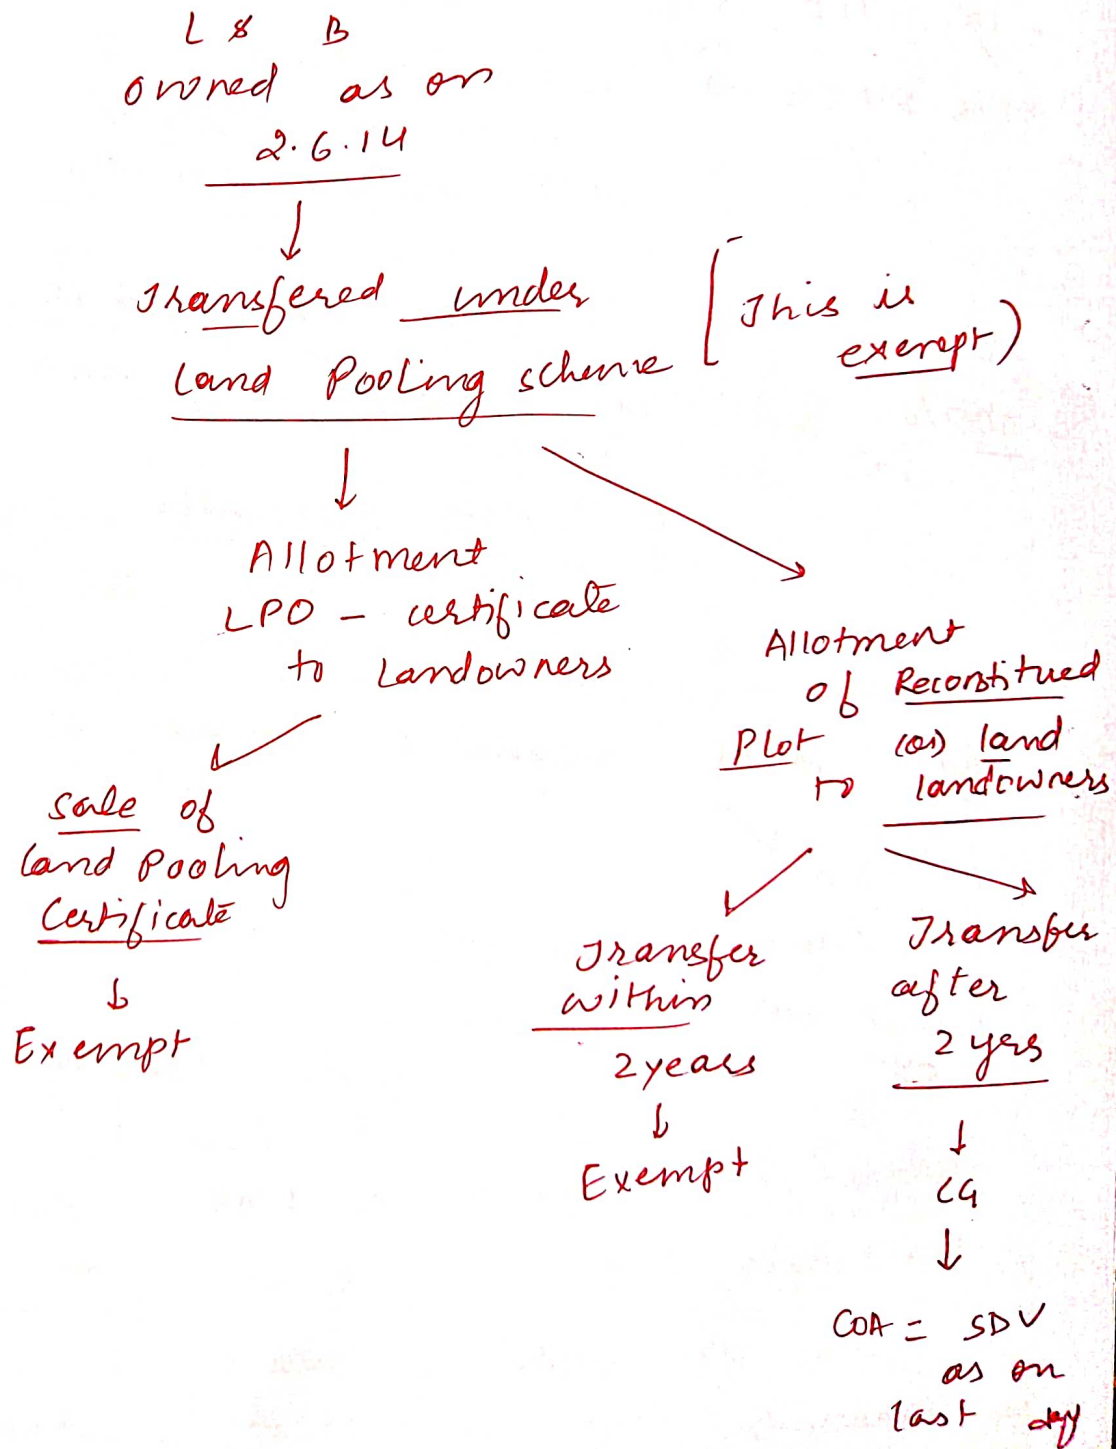 L & B
owned as on
2.6.14
Transfered under
Land Pooling scheme
[This is
exempt)
Allotment
LPO - certificate
to Landowners
Allotment
of Reconstitued
Plot (or) land
to landowners
Sale of
Land Pooling
Certificate
Exempt
Transfer
within
2 years
Exempt
Transfer
after
2 yrs
CG
COA = SDV
as on
last day